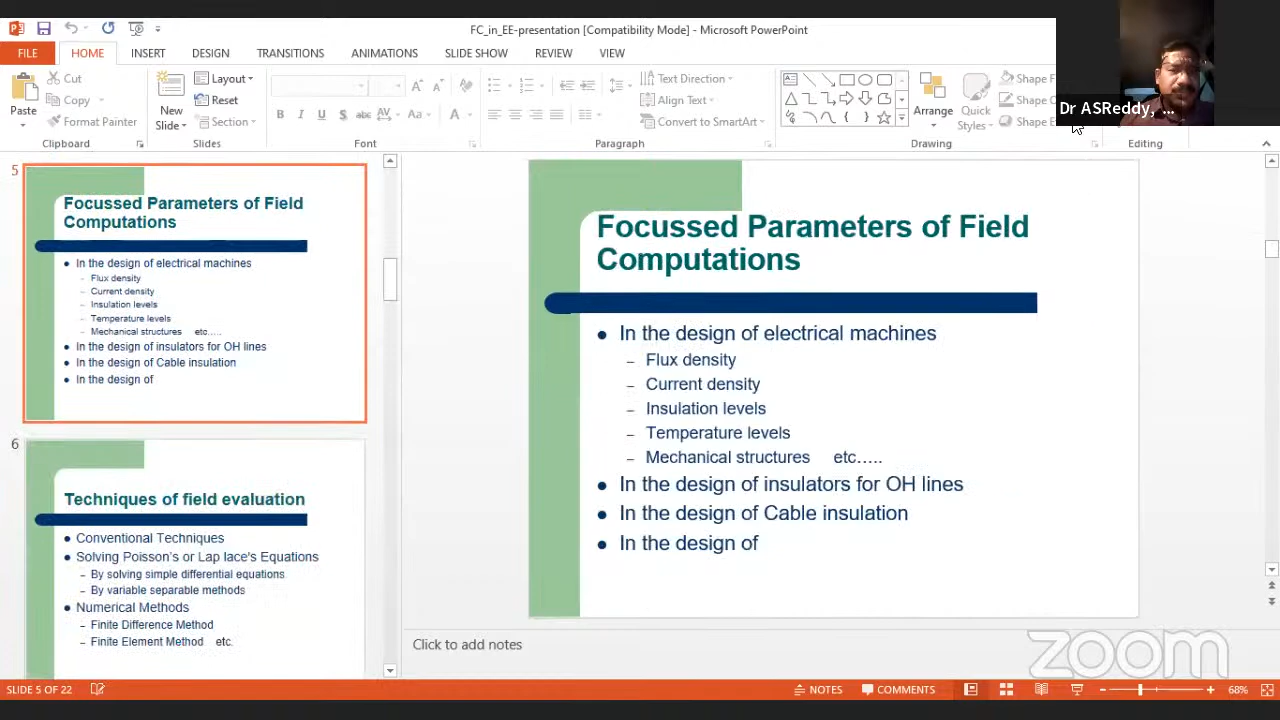 FC_in_EE-presentation [Compatibility Mode] - Microsoft PowerPoint
FILE HOME INSERT DESIGN TRANSITIONS ANIMATIONS SLIDE SHOW REVIEW VIEW
Paste
Cut
Copy
Format Painter
Clipboard
New Slide
Layout
Reset
Section
Slides
Font
Text Direction
Align Text
Convert to SmartArt
Paragraph
Arrange
Quick Styles
Shape F
Shape O
Shape E
Drawing
Editing
Dr ASReddy, ...
5
Focussed Parameters of Field
Computations
In the design of electrical machines
– Flux density
– Current density
– Insulation levels
– Temperature levels
– Mechanical structures etc.....
In the design of insulators for OH lines
In the design of Cable insulation
In the design of
6
Techniques of field evaluation
Conventional Techniques
Solving Poisson's or Lap lace's Equations
– By solving simple differential equations
– By variable separable methods
Numerical Methods
– Finite Difference Method
– Finite Element Method etc.
Focussed Parameters of Field
Computations
● In the design of electrical machines
– Flux density
– Current density
– Insulation levels
– Temperature levels
– Mechanical structures etc.....
● In the design of insulators for OH lines
● In the design of Cable insulation
● In the design of
Click to add notes
zoom
SLIDE 5 OF 22
NOTES COMMENTS 68%